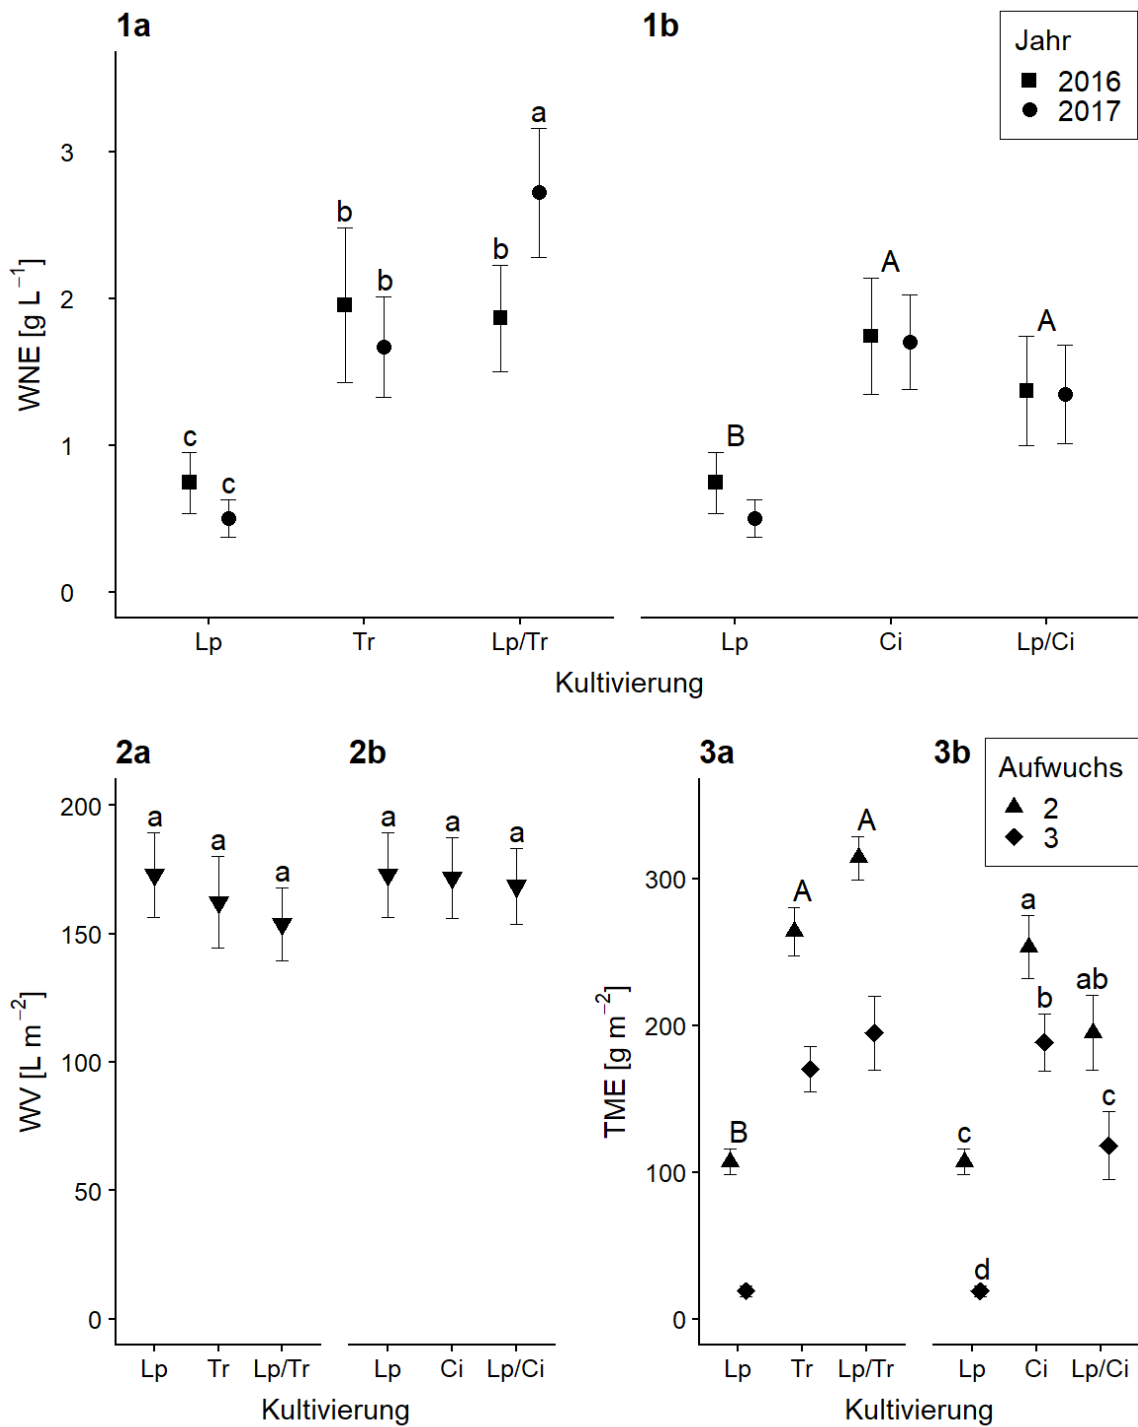 1a
1b
Jahr
2016
2017
WNE [g L⁻¹]
3
2
1
0
c
c
b
b
b
a
B
A
A
Lp
Tr
Lp/Tr
Lp
Ci
Lp/Ci
Kultivierung
2a
2b
WV [L m⁻²]
200
150
100
50
0
a
a
a
a
a
a
Lp
Tr
Lp/Tr
Lp
Ci
Lp/Ci
Kultivierung
3a
3b
Aufwuchs
2
3
TME [g m⁻²]
300
200
100
0
B
A
A
c
d
a
b
ab
c
Lp
Tr
Lp/Tr
Lp
Ci
Lp/Ci
Kultivierung